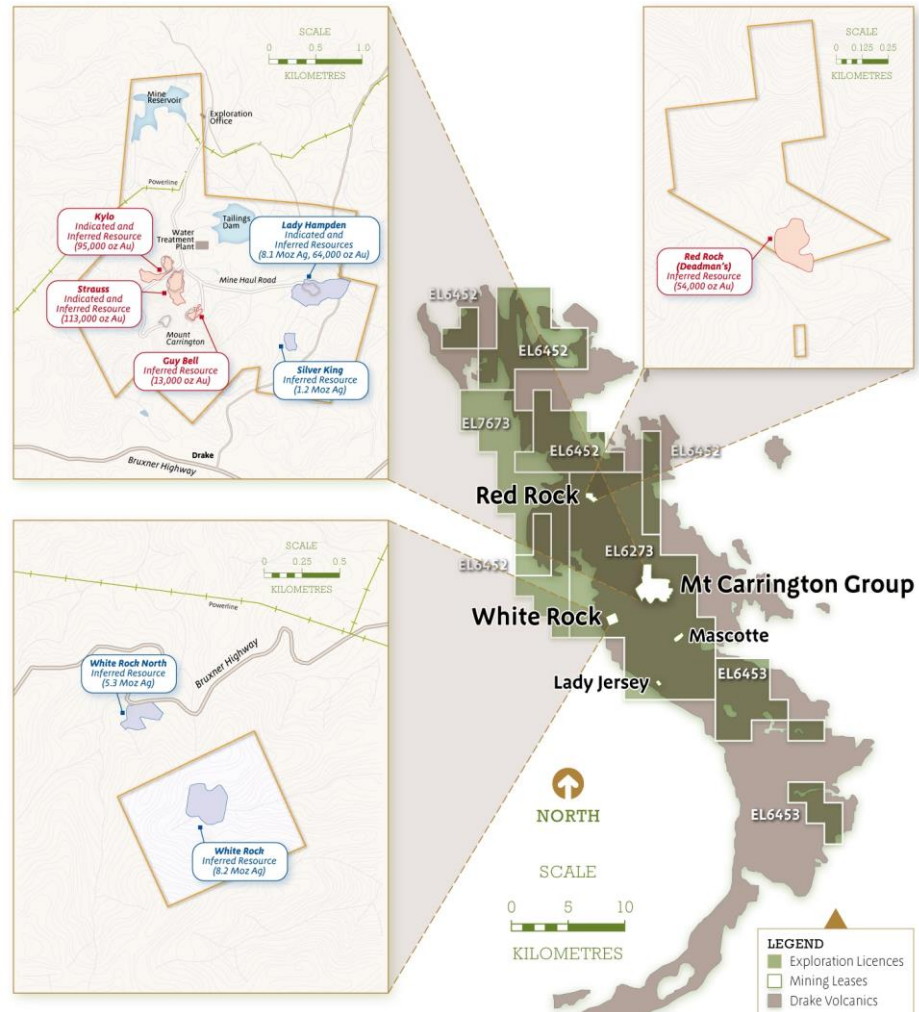 SCALE
0 0.5 1.0
KILOMETRES
Mine
Reservoir
Exploration
Office
Powerline
Kylo
Indicated and
Inferred Resource
(95,000 oz Au)
Water
Treatment
Plant
Tailings
Dam
Lady Hampden
Indicated and
Inferred Resources
(8.1 Moz Ag, 64,000 oz Au)
Mine Haul Road
Strauss
Indicated and
Inferred Resource
(113,000 oz Au)
Mount
Carrington
Guy Bell
Inferred Resource
(13,000 oz Au)
Silver King
Inferred Resource
(1.2 Moz Ag)
Drake
Bruxner Highway
SCALE
0 0.125 0.25
KILOMETRES
Red Rock
(Deadman's)
Inferred Resource
(54,000 oz Au)
SCALE
0 0.25 0.5
KILOMETRES
Powerline
Bruxner Highway
White Rock North
Inferred Resource
(5.3 Moz Ag)
White Rock
Inferred Resource
(8.2 Moz Ag)
EL6452
EL6452
EL7673
EL6452
EL6452
Red Rock
EL6273
EL6452
Mt Carrington Group
White Rock
Mascotte
Lady Jersey
EL6453
EL6453
NORTH
SCALE
0 5 10
KILOMETRES
LEGEND
Exploration Licences
Mining Leases
Drake Volcanics